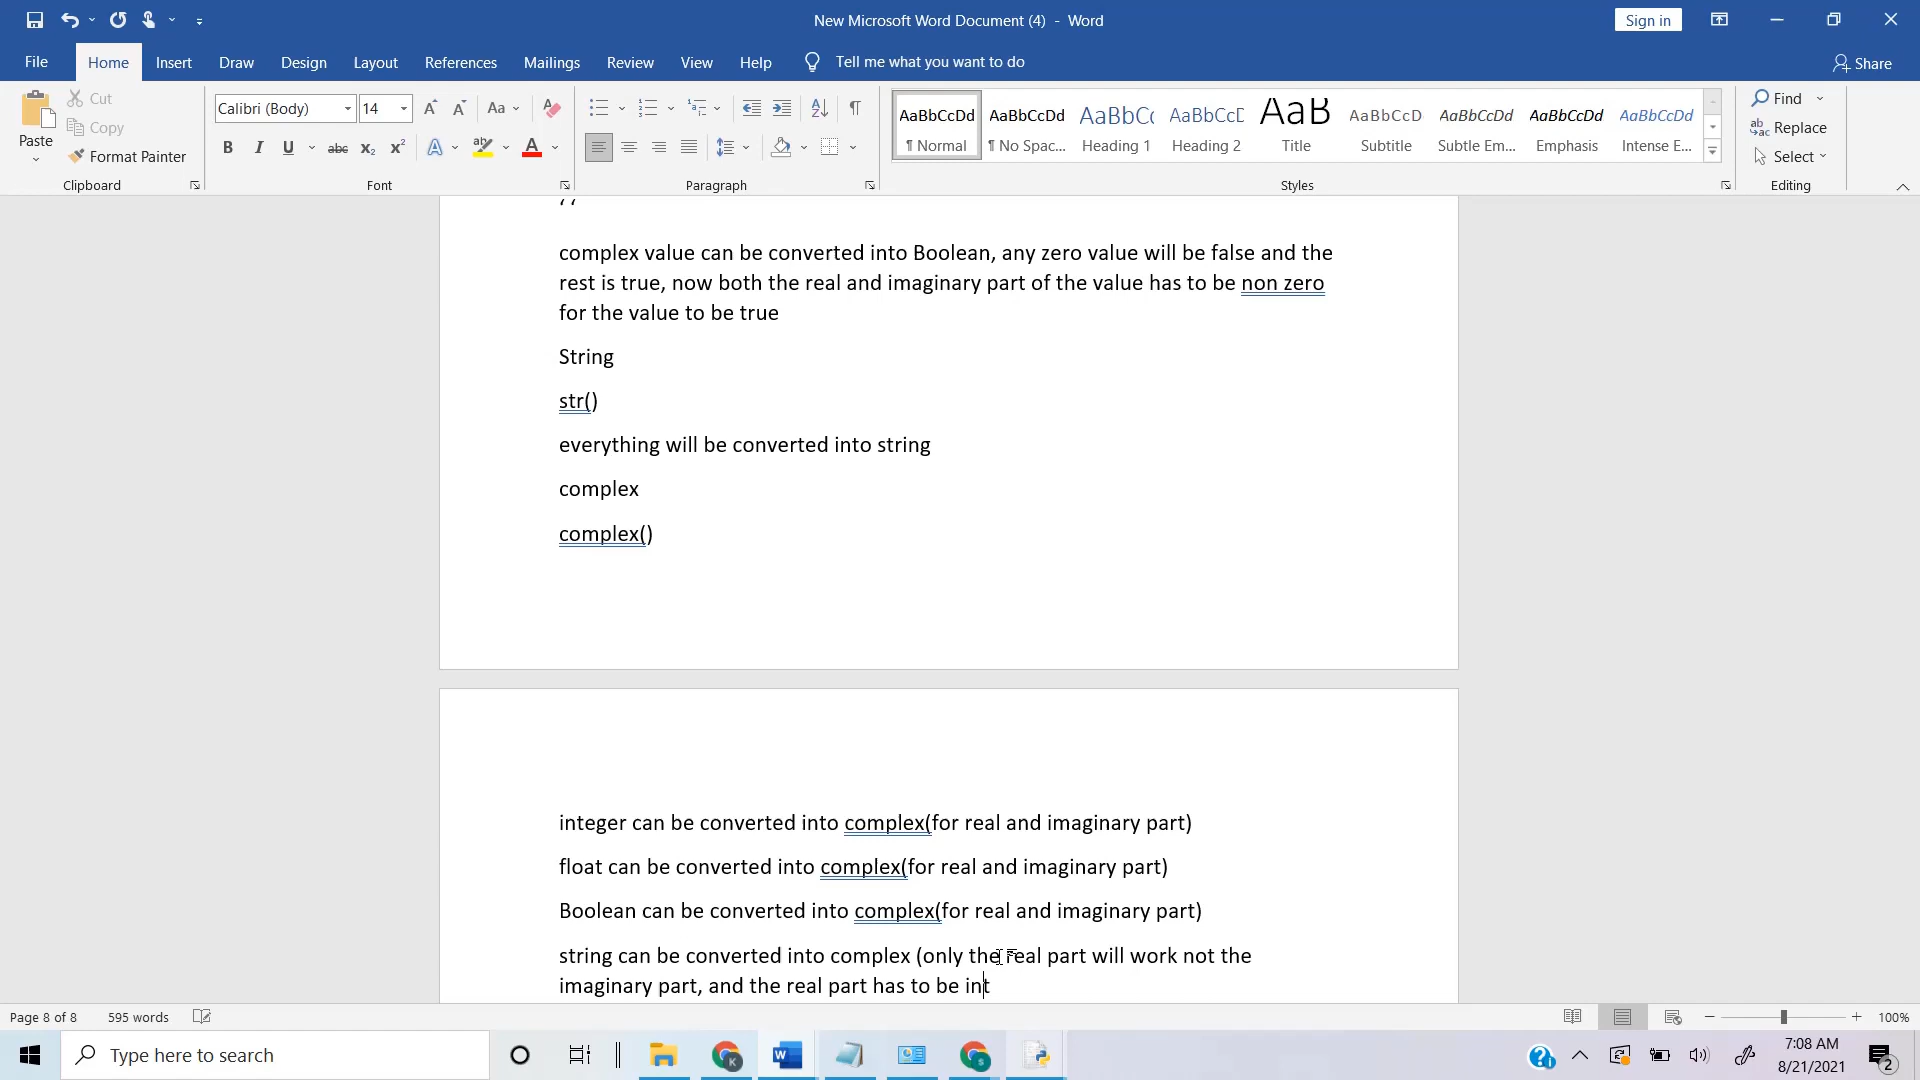 New Microsoft Word Document (4) - Word
Sign in
File Home Insert Draw Design Layout References Mailings Review View Help Tell me what you want to do Share
Paste
Cut
Copy
Format Painter
Clipboard
Calibri (Body) 14 Aa
B I U abc x₂ x² A ab A
Font
Paragraph
AaBbCcDd AaBbCcDd AaBbCc AaBbCcD AaB AaBbCcD AaBbCcDd AaBbCcDd AaBbCcDd
¶ Normal ¶ No Spac... Heading 1 Heading 2 Title Subtitle Subtle Em... Emphasis Intense E...
Styles
Find
Replace
Select
Editing
complex value can be converted into Boolean, any zero value will be false and the
rest is true, now both the real and imaginary part of the value has to be non zero
for the value to be true
String
str()
everything will be converted into string
complex
complex()
integer can be converted into complex(for real and imaginary part)
float can be converted into complex(for real and imaginary part)
Boolean can be converted into complex(for real and imaginary part)
string can be converted into complex (only the real part will work not the
imaginary part, and the real part has to be int
Page 8 of 8 595 words 100%
Type here to search
7:08 AM
8/21/2021
2